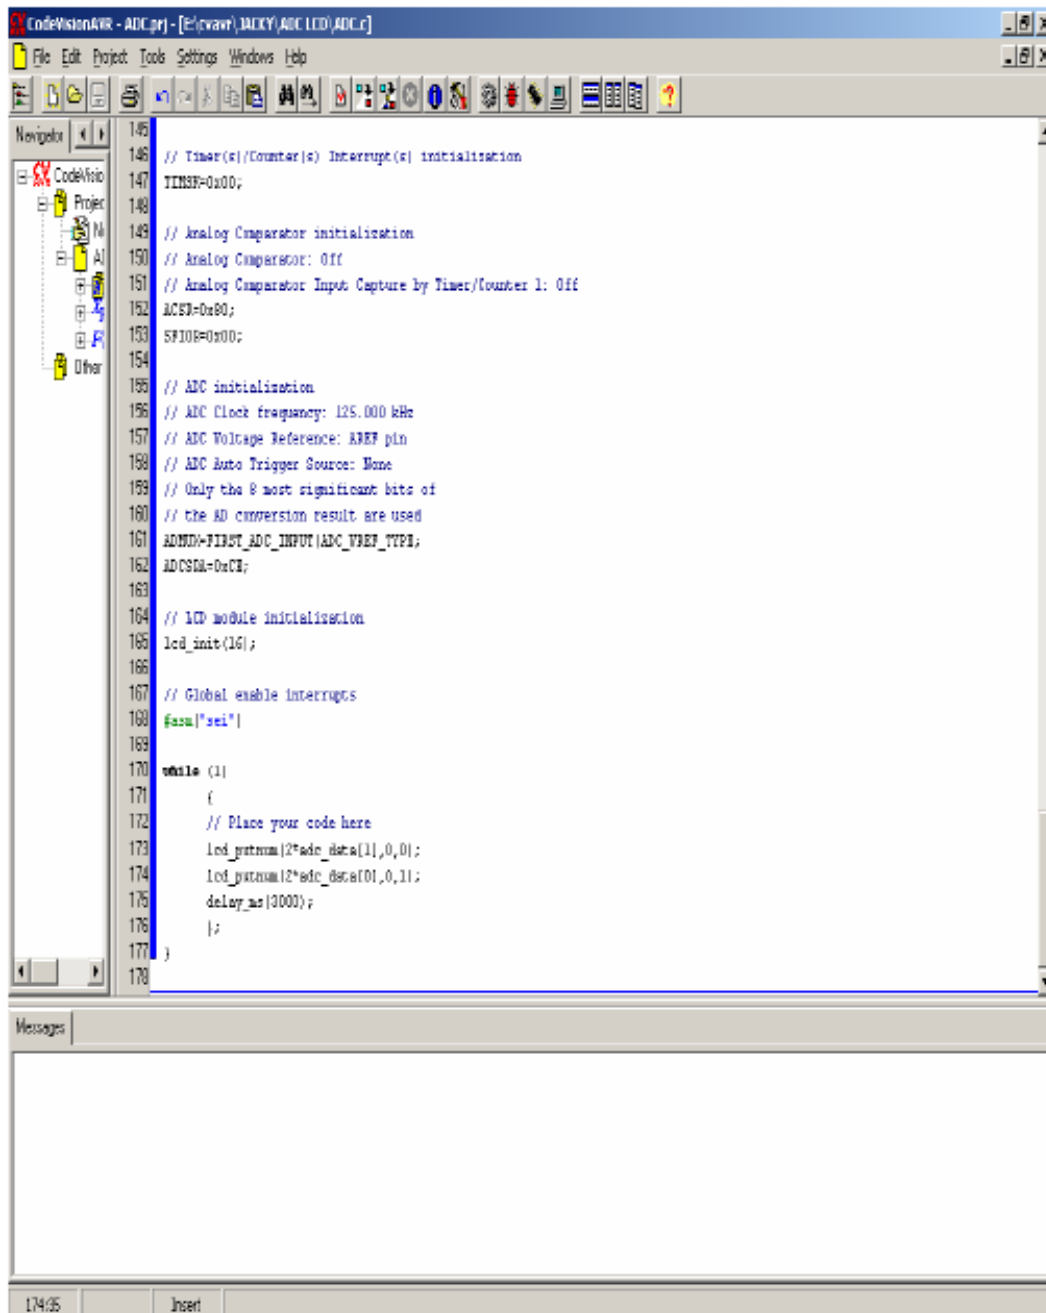 CodeVisionAVR - ADC.prj - [E:\cvavr\JACKY\ADC LCD\ADC.c]
File Edit Project Tools Settings Windows Help
Navigator
CodeVisio
Projec
N
A
Other
145
146 // Timer(s)/Counter(s) Interrupt(s) initialization
147 TIMSK=0x00;
148
149 // Analog Comparator initialization
150 // Analog Comparator: Off
151 // Analog Comparator Input Capture by Timer/Counter 1: Off
152 ACSR=0x80;
153 SFIOR=0x00;
154
155 // ADC initialization
156 // ADC Clock frequency: 125.000 kHz
157 // ADC Voltage Reference: AREF pin
158 // ADC Auto Trigger Source: None
159 // Only the 8 most significant bits of
160 // the AD conversion result are used
161 ADMUX=FIRST_ADC_INPUT|ADC_VREF_TYPE;
162 ADCSRA=0xCE;
163
164 // LCD module initialization
165 lcd_init(16);
166
167 // Global enable interrupts
168 #asm("sei")
169
170 while (1)
171 {
172 // Place your code here
173 lcd_putnum(2*adc_data[1],0,0);
174 lcd_putnum(2*adc_data[0],0,1);
175 delay_ms(3000);
176 };
177 }
178
Messages
174:35 Insert